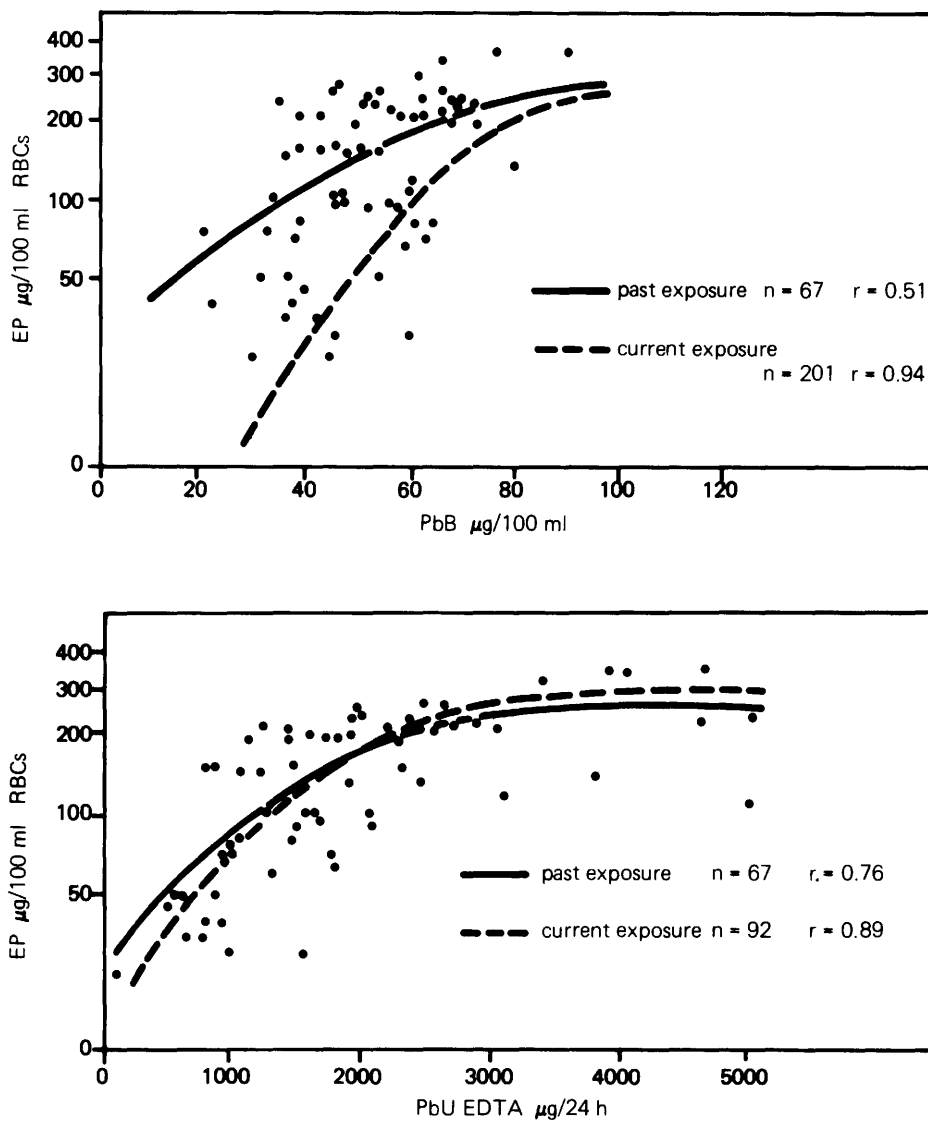 400
300
200
100
50
0
EP µg/100 ml RBCs
past exposure n = 67 r = 0.51
current exposure
n = 201 r = 0.94
0 20 40 60 80 100 120
PbB µg/100 ml
400
300
200
100
50
0
EP µg/100 ml RBCs
past exposure n = 67 r. = 0.76
current exposure n = 92 r = 0.89
0 1000 2000 3000 4000 5000
PbU EDTA µg/24 h